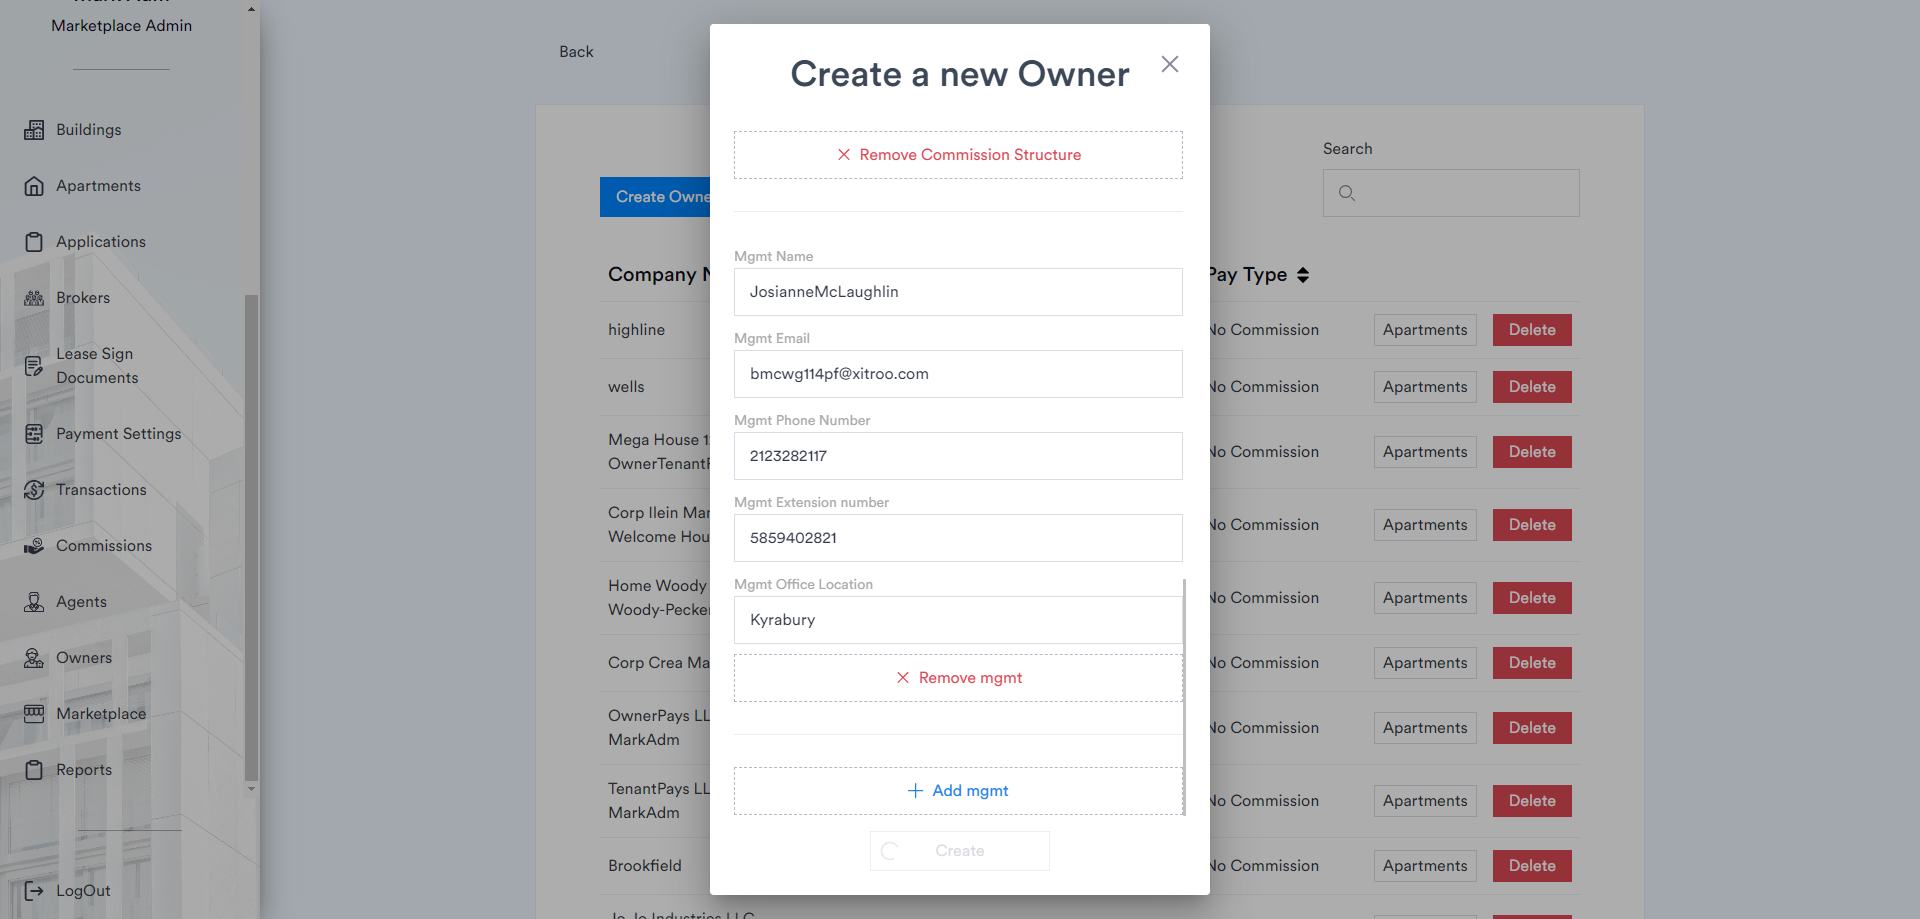 Marketplace Admin
Buildings
Apartments
Applications
Brokers
Lease Sign
Documents
Payment Settings
Transactions
Commissions
Agents
Owners
Marketplace
Reports
LogOut
Back
Create Owne
Search
Company N
Pay Type
highline
No Commission
Apartments
Delete
wells
No Commission
Apartments
Delete
Mega House 1
OwnerTenantP
No Commission
Apartments
Delete
Corp Ilein Mar
Welcome Hou
No Commission
Apartments
Delete
Home Woody
Woody-Pecker
No Commission
Apartments
Delete
Corp Crea Ma
No Commission
Apartments
Delete
OwnerPays LL
MarkAdm
No Commission
Apartments
Delete
TenantPays LL
MarkAdm
No Commission
Apartments
Delete
Brookfield
No Commission
Apartments
Delete
Create a new Owner
Remove Commission Structure
Mgmt Name
JosianneMcLaughlin
Mgmt Email
bmcwg114pf@xitroo.com
Mgmt Phone Number
2123282117
Mgmt Extension number
5859402821
Mgmt Office Location
Kyrabury
Remove mgmt
Add mgmt
Create